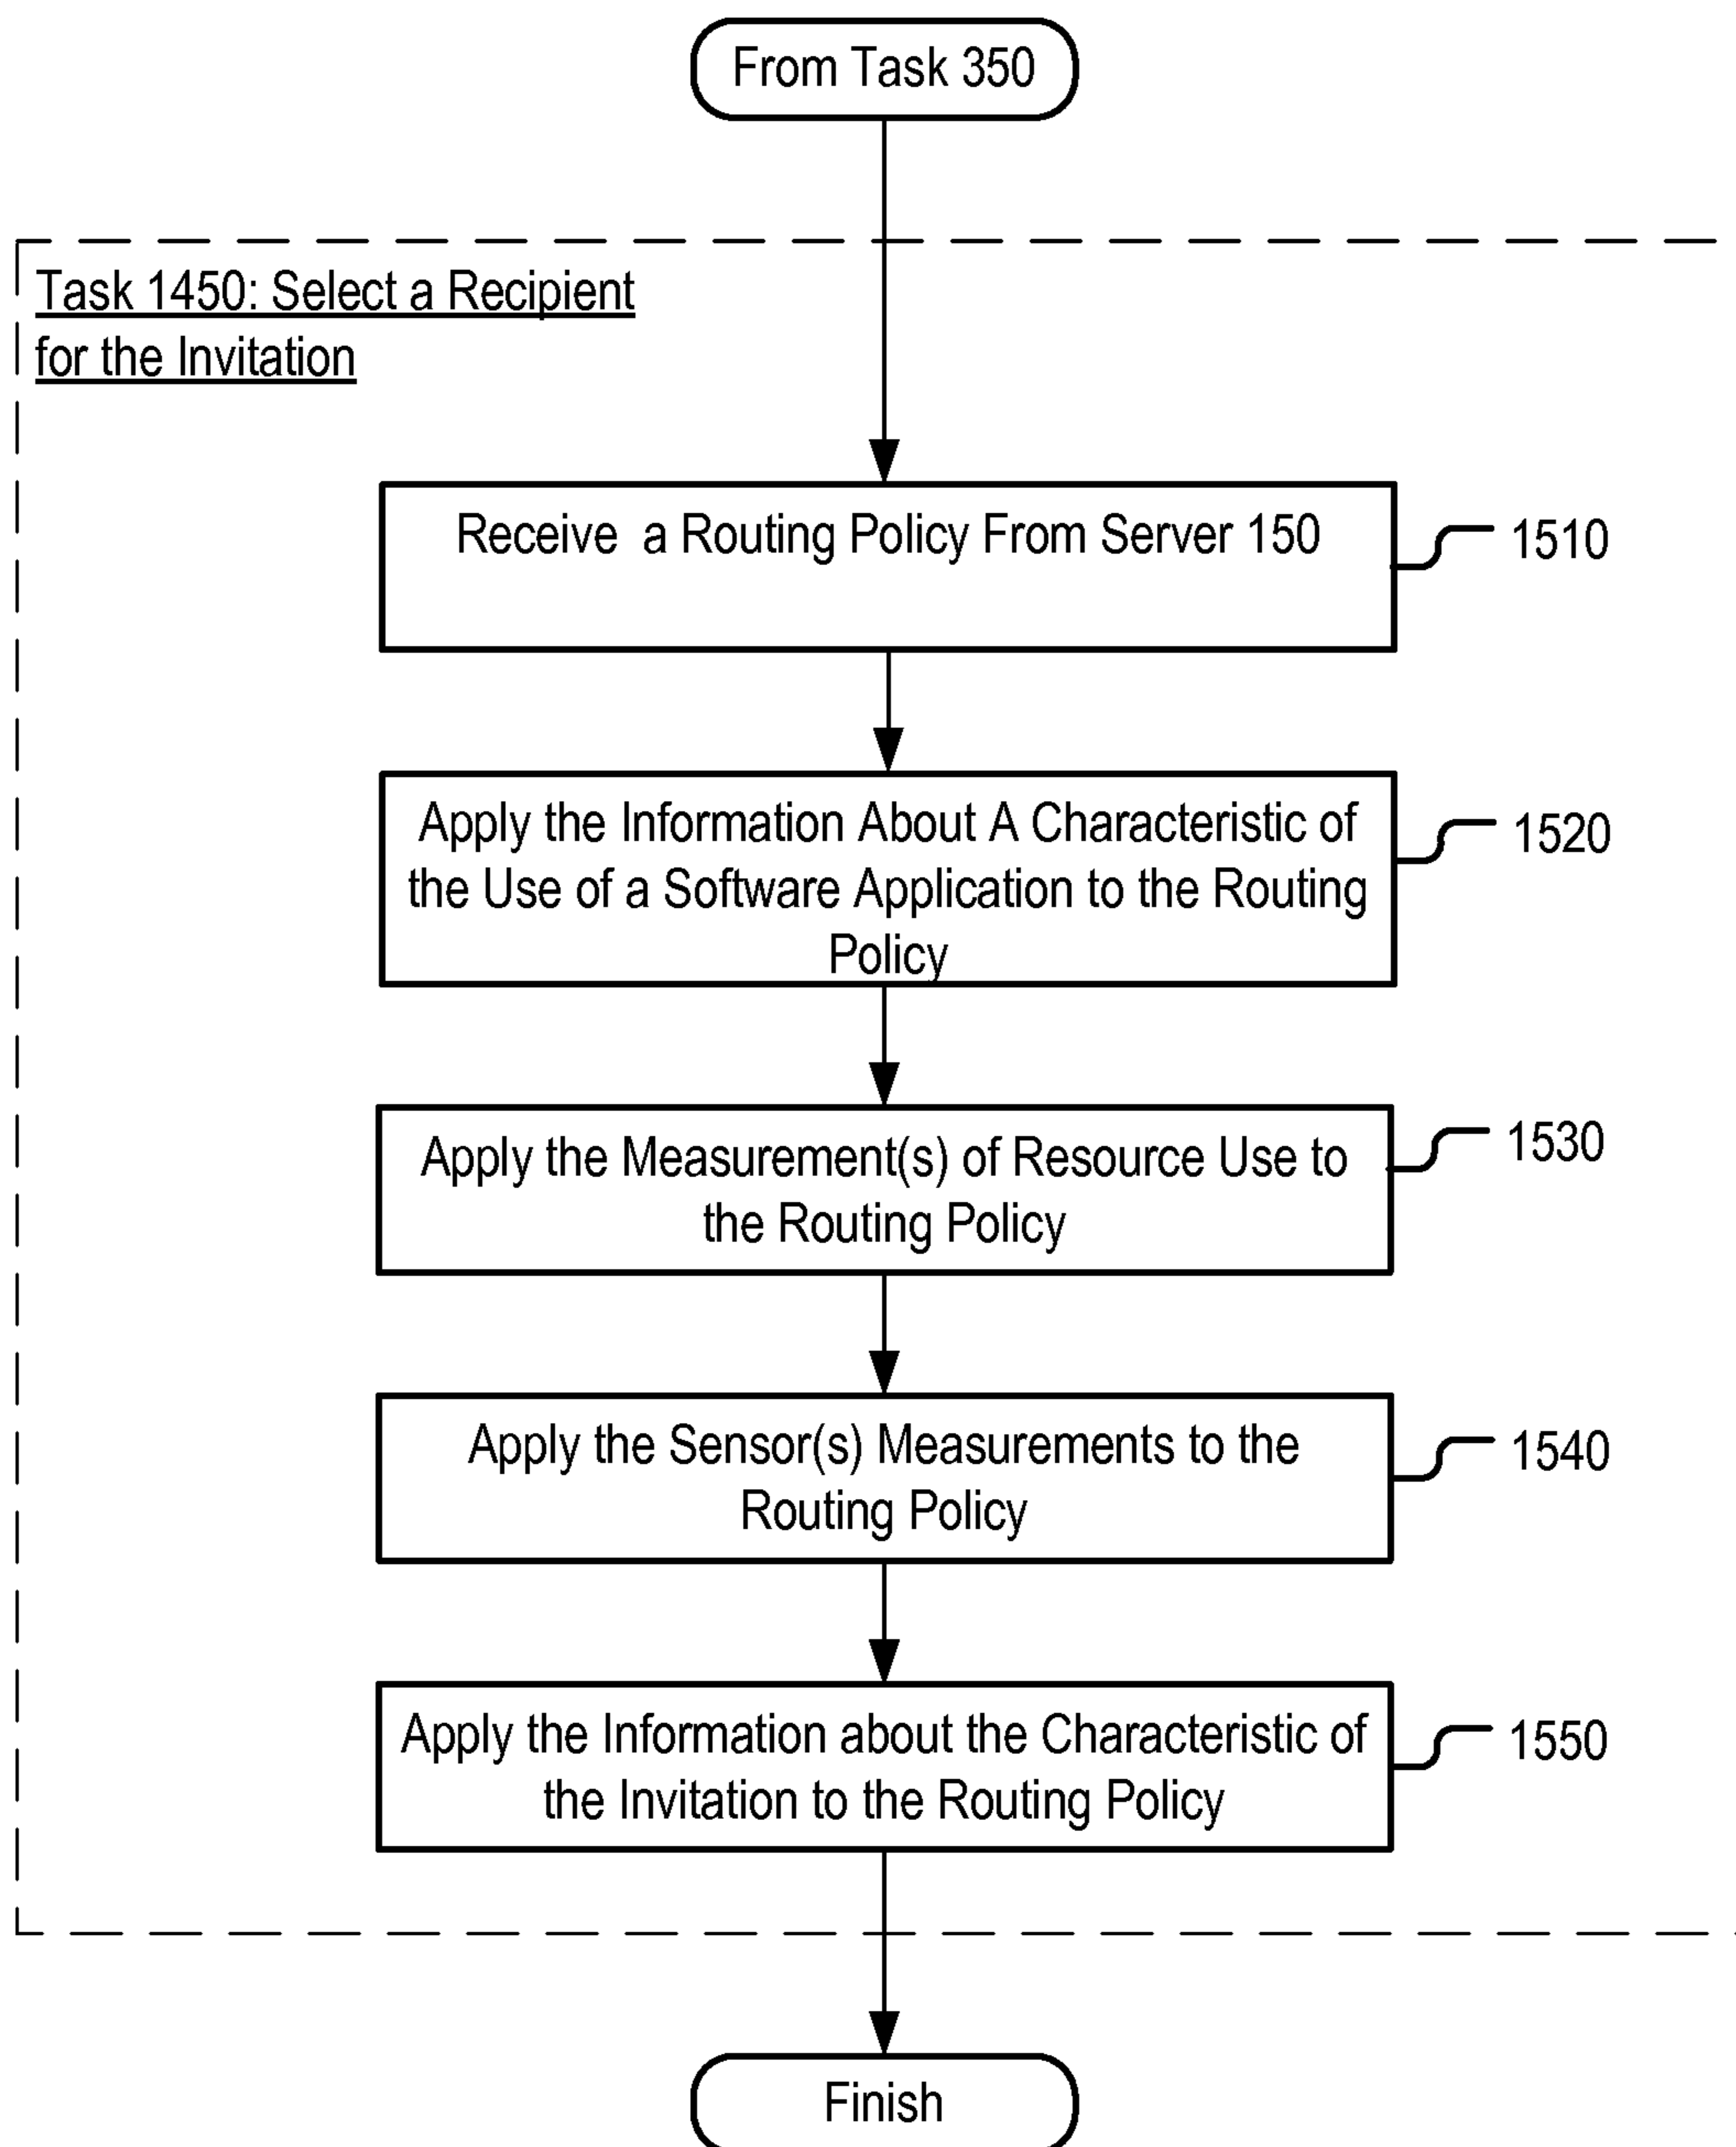 From Task 350
Task 1450: Select a Recipient
for the Invitation
Receive a Routing Policy From Server 150
1510
Apply the Information About A Characteristic of
the Use of a Software Application to the Routing
Policy
1520
Apply the Measurement(s) of Resource Use to
the Routing Policy
1530
Apply the Sensor(s) Measurements to the
Routing Policy
1540
Apply the Information about the Characteristic of
the Invitation to the Routing Policy
1550
Finish